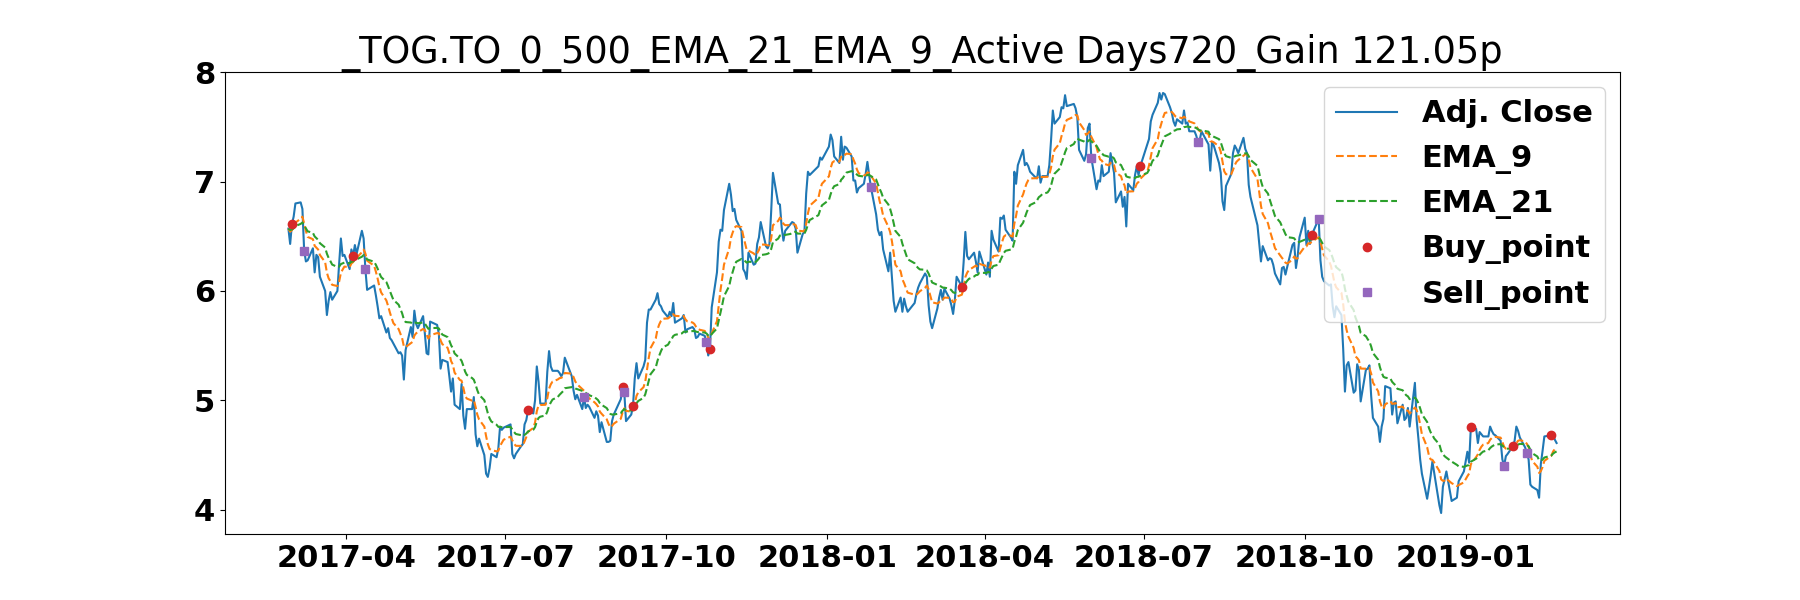 _TOG.TO_0_500_EMA_21_EMA_9_Active Days720_Gain 121.05p
8
7
6
5
4
Adj. Close
EMA_9
EMA_21
Buy_point
Sell_point
2017-04 2017-07 2017-10 2018-01 2018-04 2018-07 2018-10 2019-01